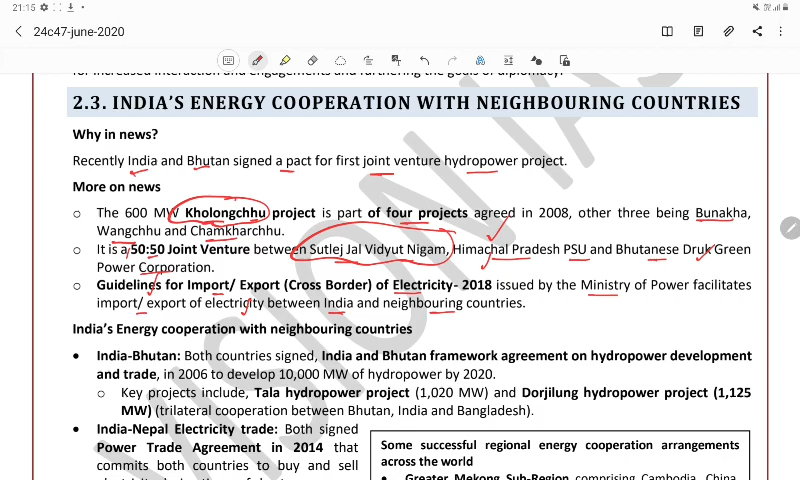 21:15
24c47-june-2020
for increased interaction and engagements and furthering the goals of diplomacy.
2.3. INDIA'S ENERGY COOPERATION WITH NEIGHBOURING COUNTRIES
Why in news?
Recently India and Bhutan signed a pact for first joint venture hydropower project.
More on news
o The 600 MW Kholongchhu project is part of four projects agreed in 2008, other three being Bunakha,
Wangchhu and Chamkharchhu.
o It is a 50:50 Joint Venture between Sutlej Jal Vidyut Nigam, Himachal Pradesh PSU and Bhutanese Druk Green
Power Corporation.
o Guidelines for Import/ Export (Cross Border) of Electricity- 2018 issued by the Ministry of Power facilitates
import/ export of electricity between India and neighbouring countries.
India's Energy cooperation with neighbouring countries
• India-Bhutan: Both countries signed, India and Bhutan framework agreement on hydropower development
and trade, in 2006 to develop 10,000 MW of hydropower by 2020.
o Key projects include, Tala hydropower project (1,020 MW) and Dorjilung hydropower project (1,125
MW) (trilateral cooperation between Bhutan, India and Bangladesh).
• India-Nepal Electricity trade: Both signed
Power Trade Agreement in 2014 that
commits both countries to buy and sell
Some successful regional energy cooperation arrangements
across the world
• Greater Mekong Sub-Region comprising Cambodia, China,
VISION IAS